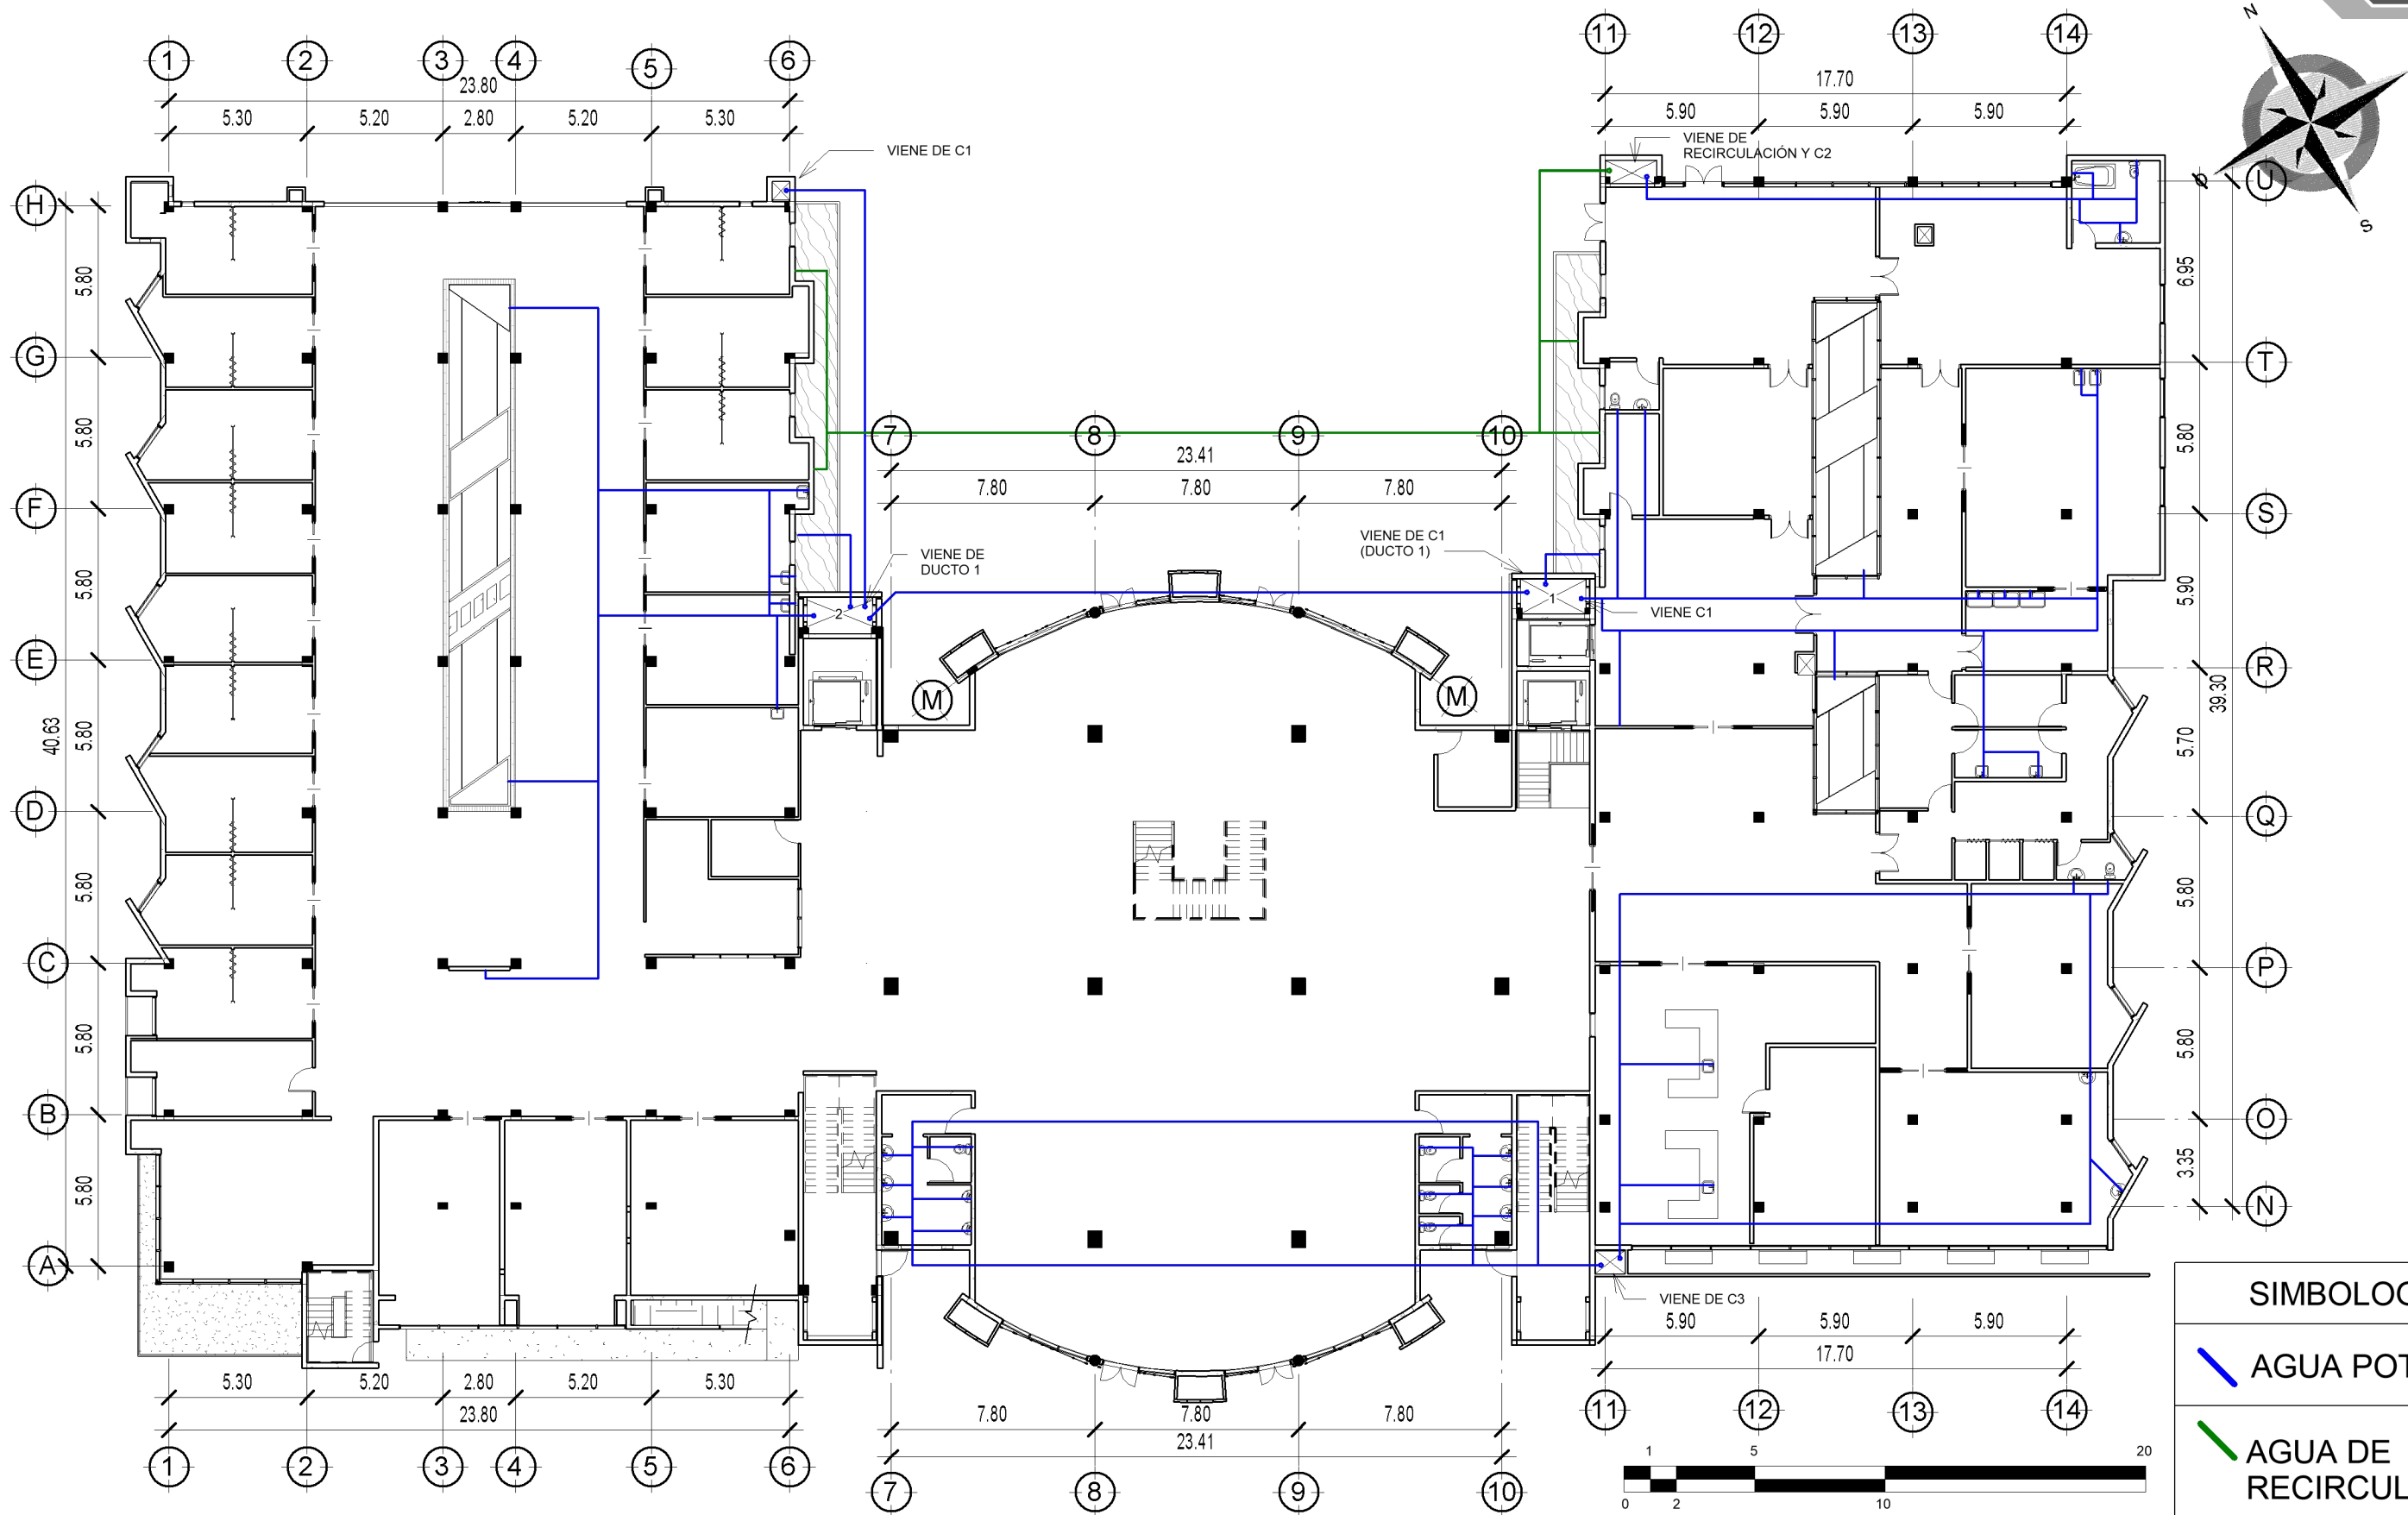 N
S
1 2 3 4 5 6
23.80
5.30 5.20 2.80 5.20 5.30
11 12 13 14
17.70
5.90 5.90 5.90
VIENE DE C1
VIENE DE
RECIRCULACIÓN Y C2
H
G
F
E
D
C
B
A
5.80
5.80
5.80
5.80
5.80
5.80
5.80
40.63
7 8 9 10
23.41
7.80 7.80 7.80
VIENE DE
DUCTO 1
VIENE DE C1
(DUCTO 1)
2
1
VIENE C1
M
M
U
T
S
R
Q
P
O
N
6.95
5.80
5.90
5.70
5.80
5.80
3.35
39.30
VIENE DE C3
5.90 5.90 5.90
17.70
11 12 13 14
5.30 5.20 2.80 5.20 5.30
23.80
1 2 3 4 5 6
7.80 7.80 7.80
23.41
7 8 9 10
1 5 20
0 2 10
SIMBOLOG
AGUA POT
AGUA DE
RECIRCUL